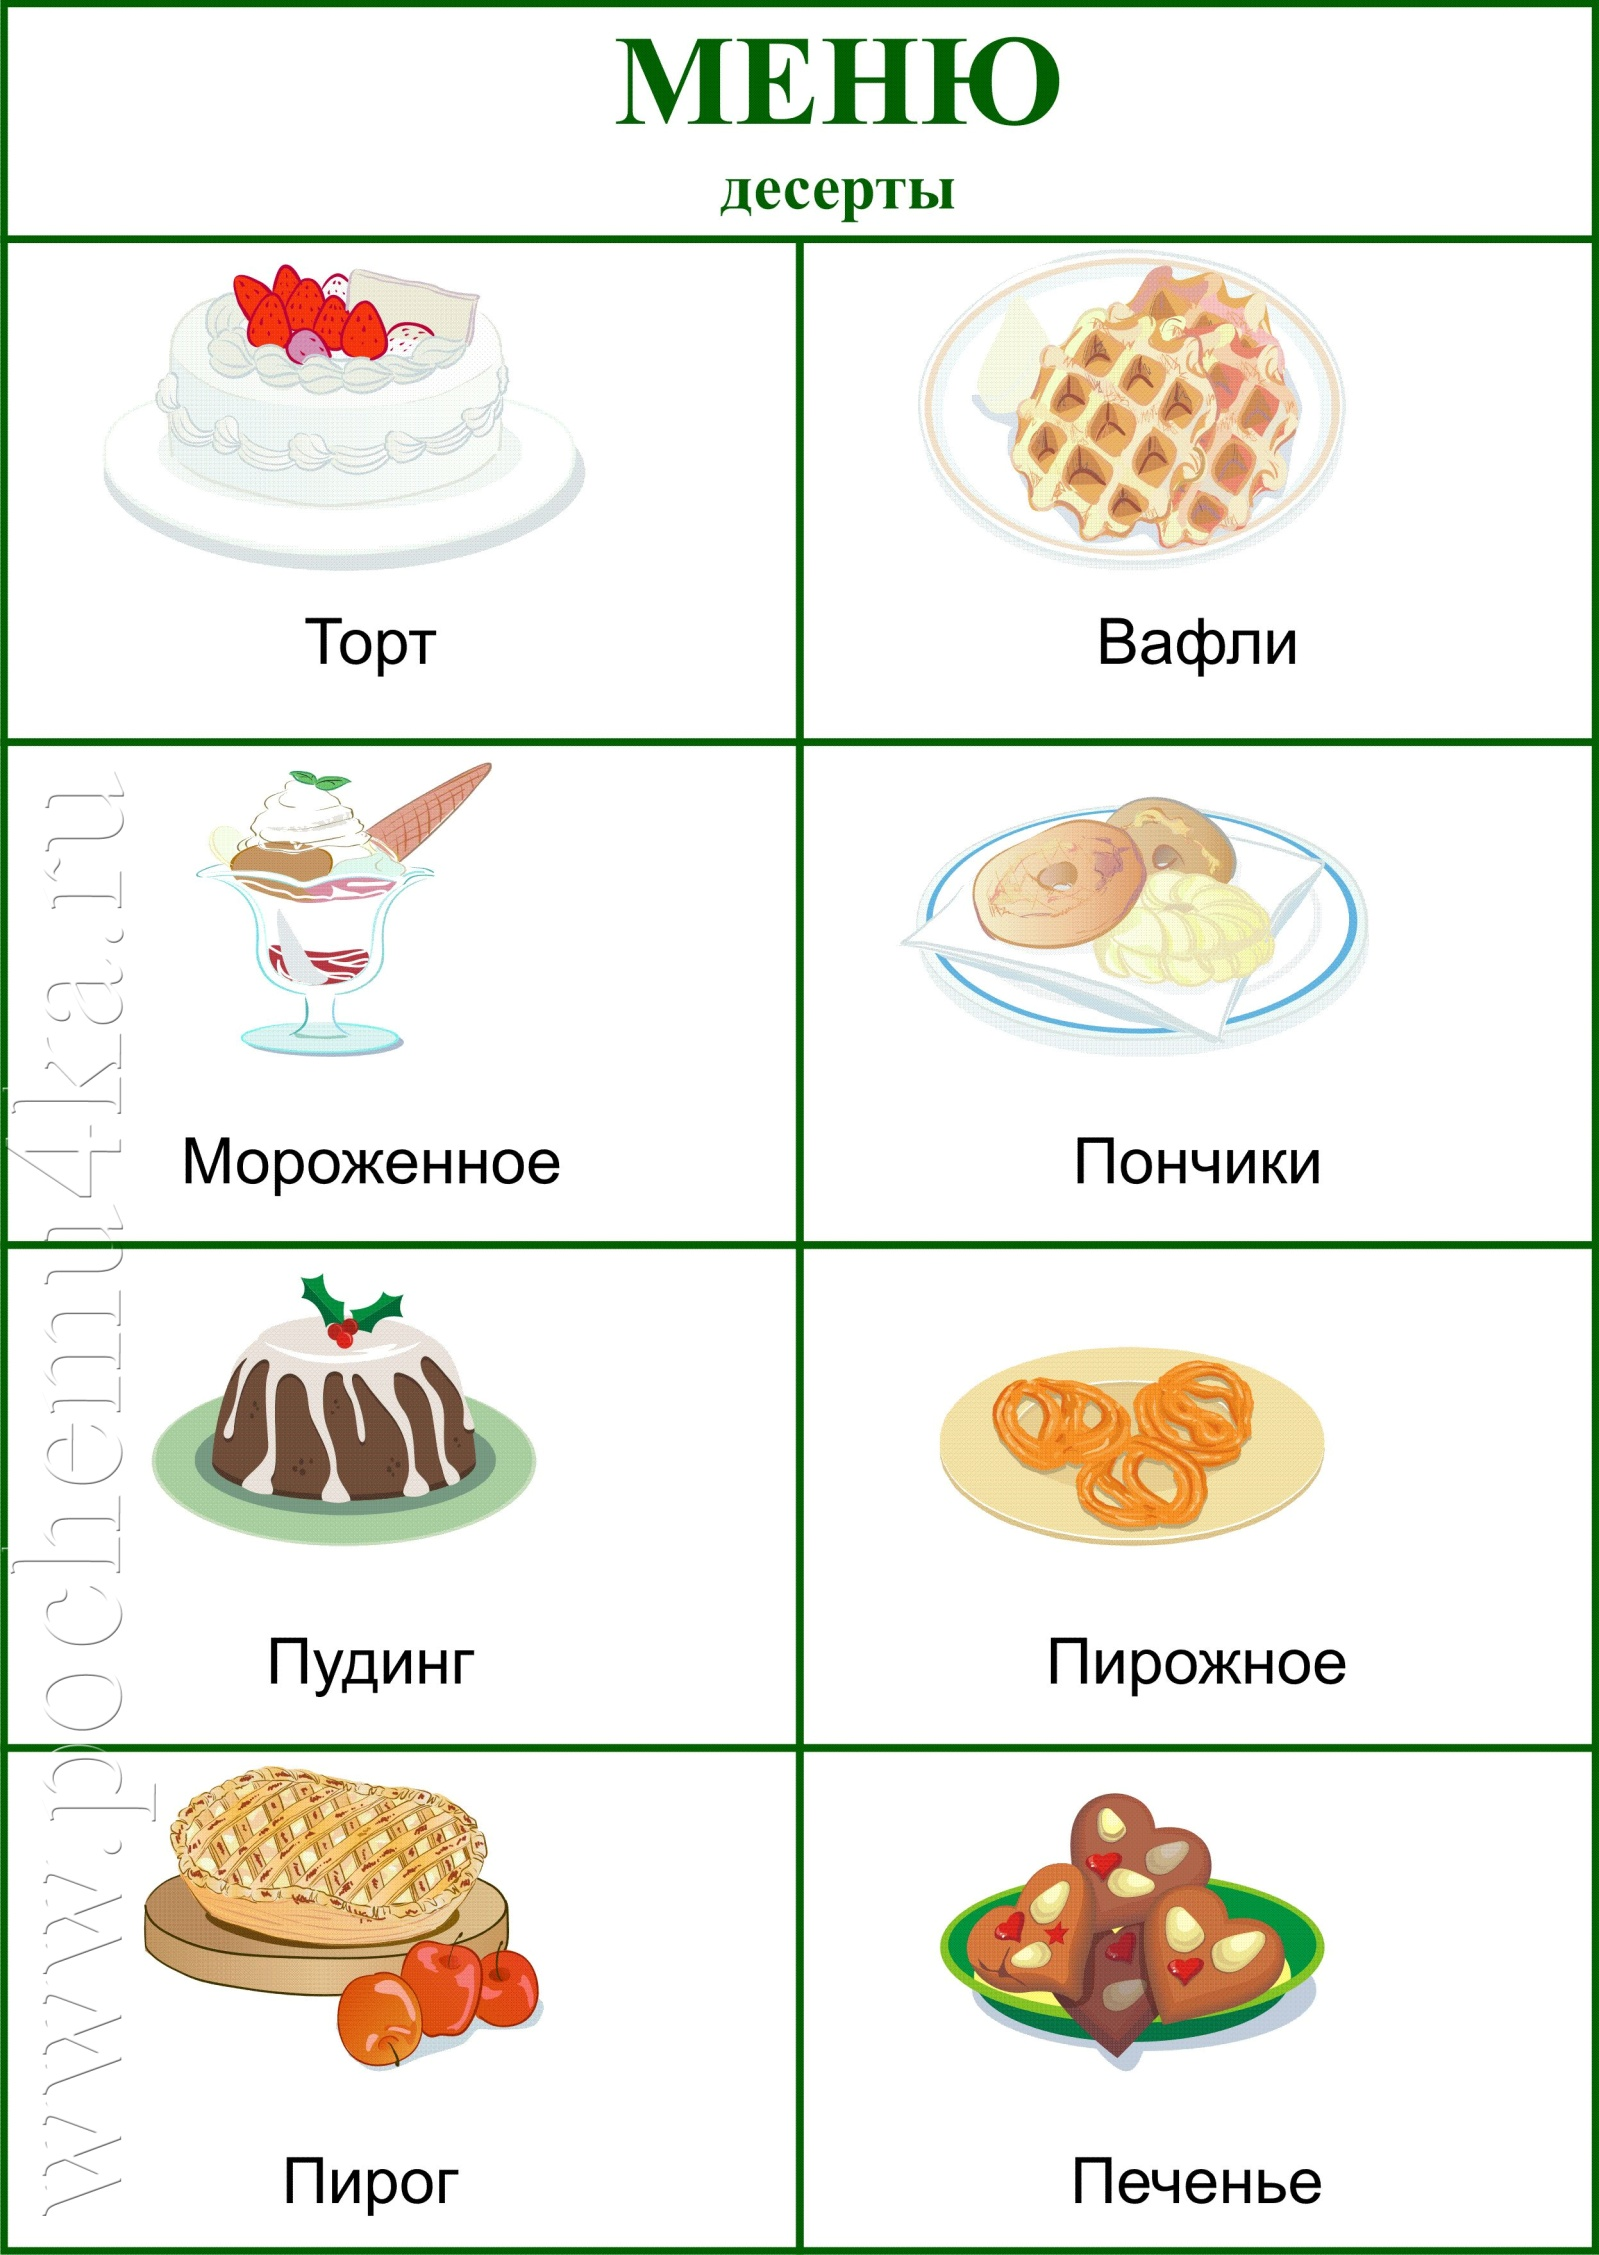 МЕНЮ
десерты
Торт
Вафли
Мороженное
Пончики
Пудинг
Пирожное
Пирог
Печенье
www.pochemu4ka.ru